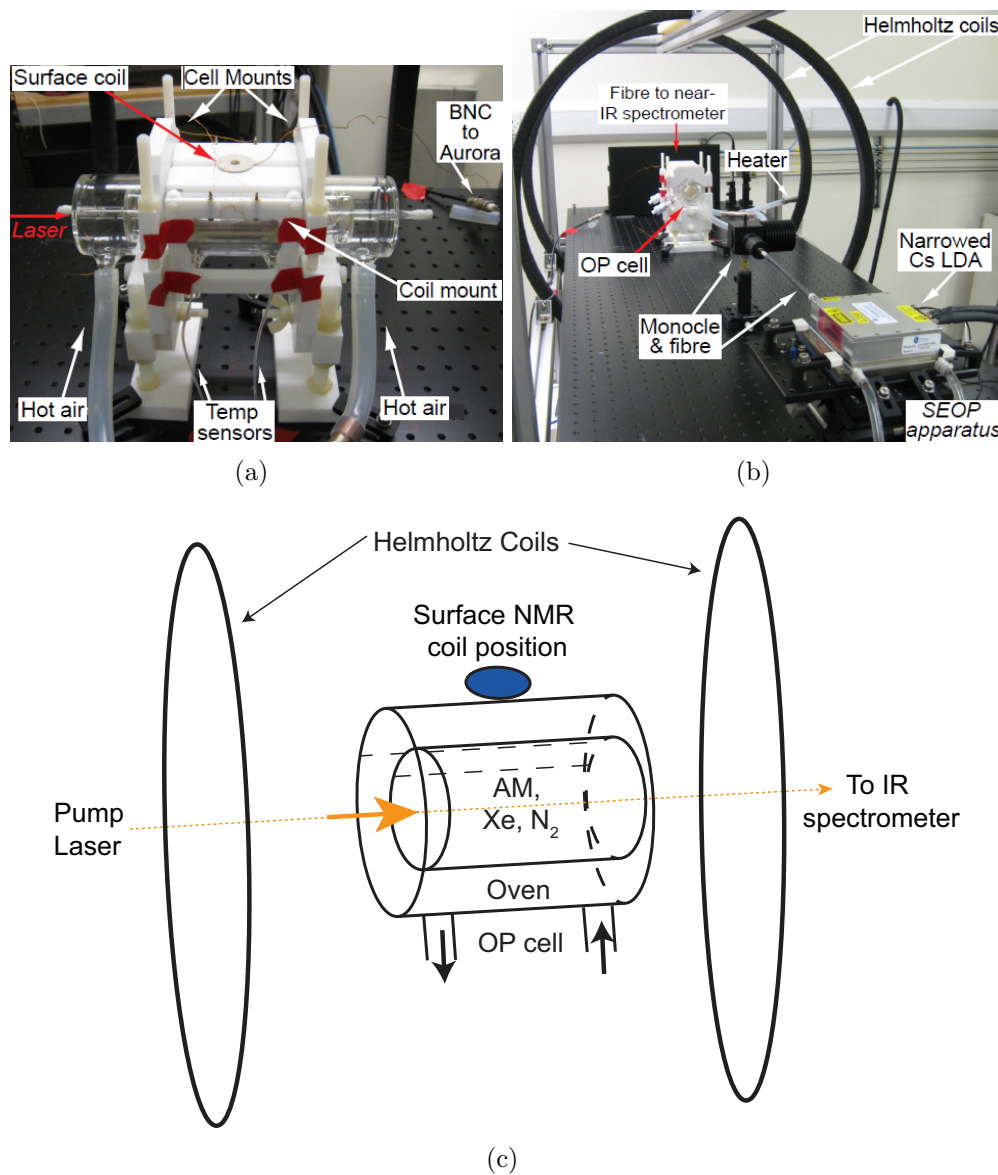 Surface coil
Cell Mounts
BNC
to
Aurora
Laser
Coil mount
Hot air
Temp
sensors
Hot air
(a)
Helmholtz coils
Fibre to near-
IR spectrometer
Heater
OP cell
Narrowed
Cs LDA
Monocle
& fibre
SEOP
apparatus
(b)
Helmholtz Coils
Surface NMR
coil position
Pump
Laser
AM,
Xe, N₂
To IR
spectrometer
Oven
OP cell
(c)